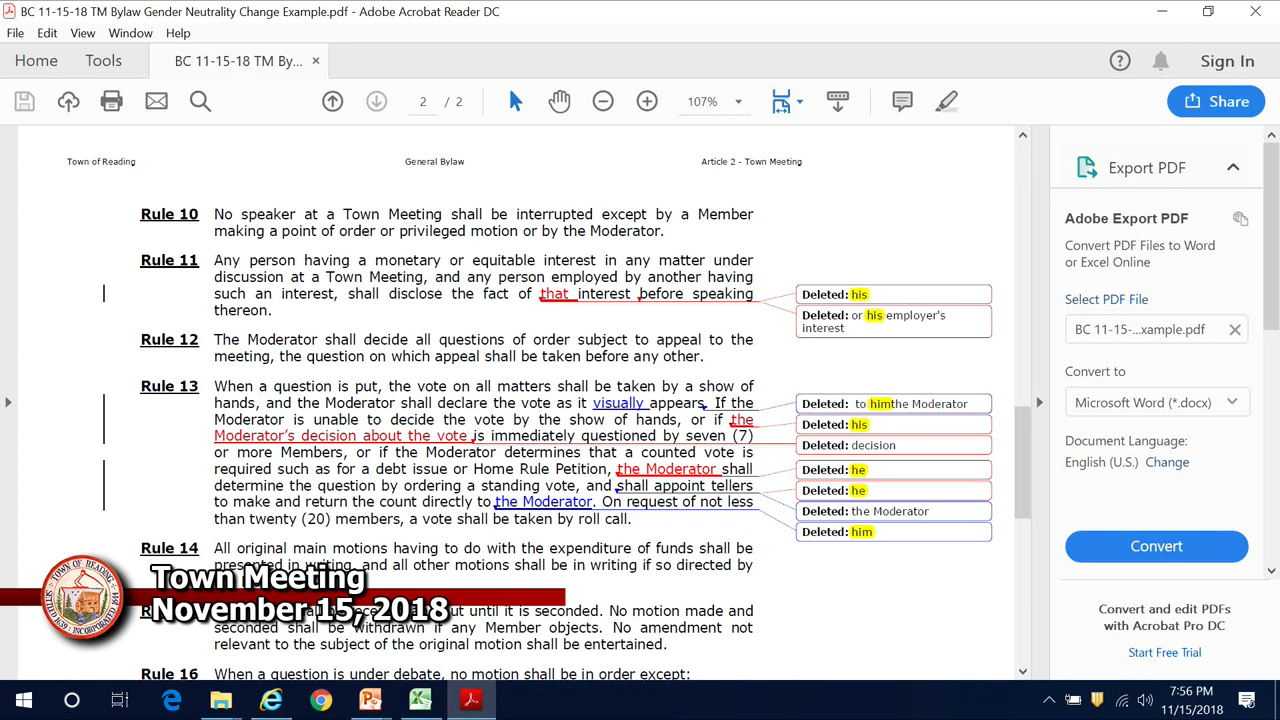 BC 11-15-18 TM Bylaw Gender Neutrality Change Example.pdf - Adobe Acrobat Reader DC
File Edit View Window Help
Home Tools BC 11-15-18 TM By... × Sign In
2 / 2 107% Share
Town of Reading General Bylaw Article 2 - Town Meeting
Rule 10 No speaker at a Town Meeting shall be interrupted except by a Member
making a point of order or privileged motion or by the Moderator.
Rule 11 Any person having a monetary or equitable interest in any matter under
discussion at a Town Meeting, and any person employed by another having
such an interest, shall disclose the fact of that interest before speaking
thereon.
Deleted: his
Deleted: or his employer's
interest
Rule 12 The Moderator shall decide all questions of order subject to appeal to the
meeting, the question on which appeal shall be taken before any other.
Rule 13 When a question is put, the vote on all matters shall be taken by a show of
hands, and the Moderator shall declare the vote as it visually appears. If the
Moderator is unable to decide the vote by the show of hands, or if the
Moderator's decision about the vote is immediately questioned by seven (7)
or more Members, or if the Moderator determines that a counted vote is
required such as for a debt issue or Home Rule Petition, the Moderator shall
determine the question by ordering a standing vote, and shall appoint tellers
to make and return the count directly to the Moderator. On request of not less
than twenty (20) members, a vote shall be taken by roll call.
Deleted: to himthe Moderator
Deleted: his
Deleted: decision
Deleted: he
Deleted: he
Deleted: the Moderator
Deleted: him
Rule 14 All original main motions having to do with the expenditure of funds shall be
presented in writing, and all other motions shall be in writing if so directed by
until it is seconded. No motion made and
seconded shall be withdrawn if any Member objects. No amendment not
relevant to the subject of the original motion shall be entertained.
Rule 16 When a question is under debate, no motion shall be in order except:
Export PDF
Adobe Export PDF
Convert PDF Files to Word
or Excel Online
Select PDF File
BC 11-15-...xample.pdf
Convert to
Microsoft Word (*.docx)
Document Language:
English (U.S.) Change
Convert
Convert and edit PDFs
with Acrobat Pro DC
Start Free Trial
TOWN OF READING
Town Meeting
November 15, 2018
7:56 PM
11/15/2018